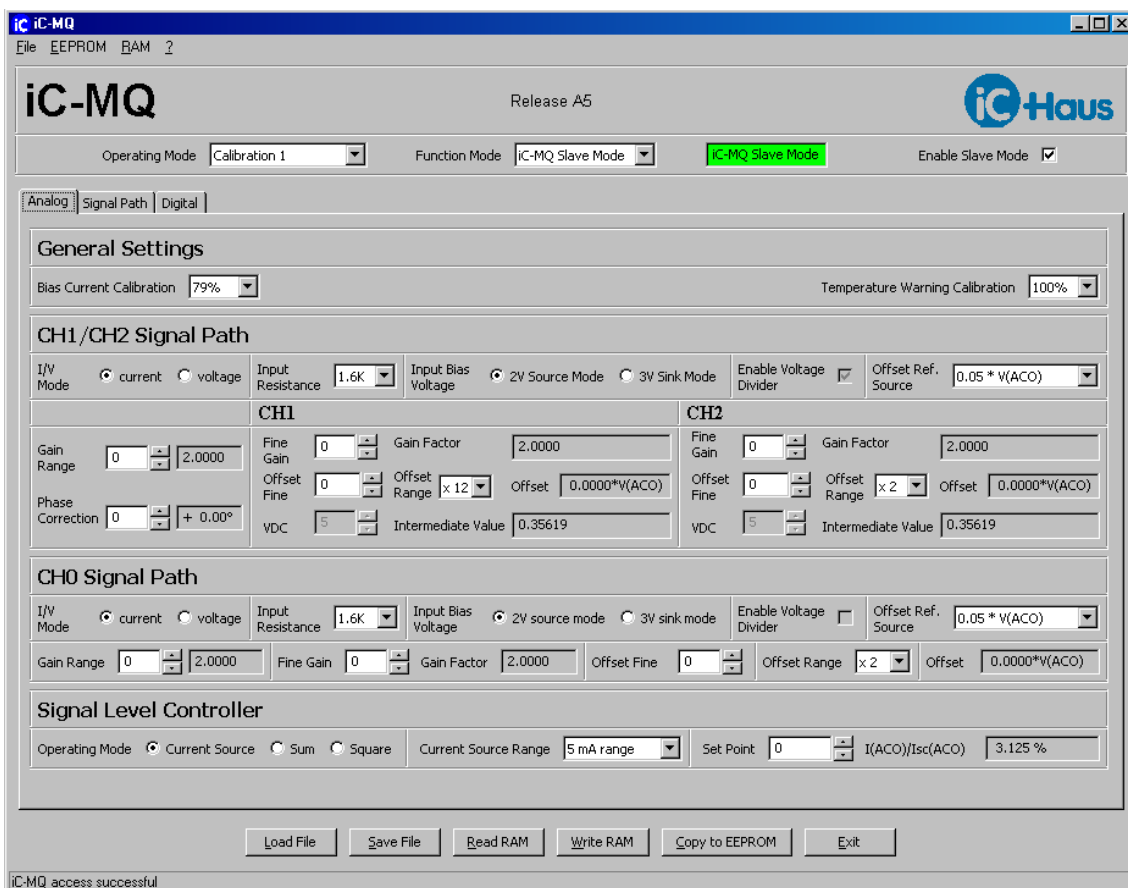 iC iC-MQ
File EEPROM RAM ?
iC-MQ Release A5 iC Haus
Operating Mode Calibration 1 Function Mode iC-MQ Slave Mode iC-MQ Slave Mode Enable Slave Mode
Analog Signal Path Digital
General Settings
Bias Current Calibration 79% Temperature Warning Calibration 100%
CH1/CH2 Signal Path
I/V Mode current voltage Input Resistance 1.6K Input Bias Voltage 2V Source Mode 3V Sink Mode Enable Voltage Divider Offset Ref. Source 0.05 * V(ACO)
CH1 CH2
Gain Range 0 2.0000
Phase Correction 0 + 0.00°
Fine Gain 0 Gain Factor 2.0000
Offset Fine 0 Offset Range x 12 Offset 0.0000*V(ACO)
VDC 5 Intermediate Value 0.35619
Fine Gain 0 Gain Factor 2.0000
Offset Fine 0 Offset Range x 2 Offset 0.0000*V(ACO)
VDC 5 Intermediate Value 0.35619
CH0 Signal Path
I/V Mode current voltage Input Resistance 1.6K Input Bias Voltage 2V source mode 3V sink mode Enable Voltage Divider Offset Ref. Source 0.05 * V(ACO)
Gain Range 0 2.0000 Fine Gain 0 Gain Factor 2.0000 Offset Fine 0 Offset Range x 2 Offset 0.0000*V(ACO)
Signal Level Controller
Operating Mode Current Source Sum Square Current Source Range 5 mA range Set Point 0 I(ACO)/Isc(ACO) 3.125 %
Load File Save File Read RAM Write RAM Copy to EEPROM Exit
iC-MQ access successful